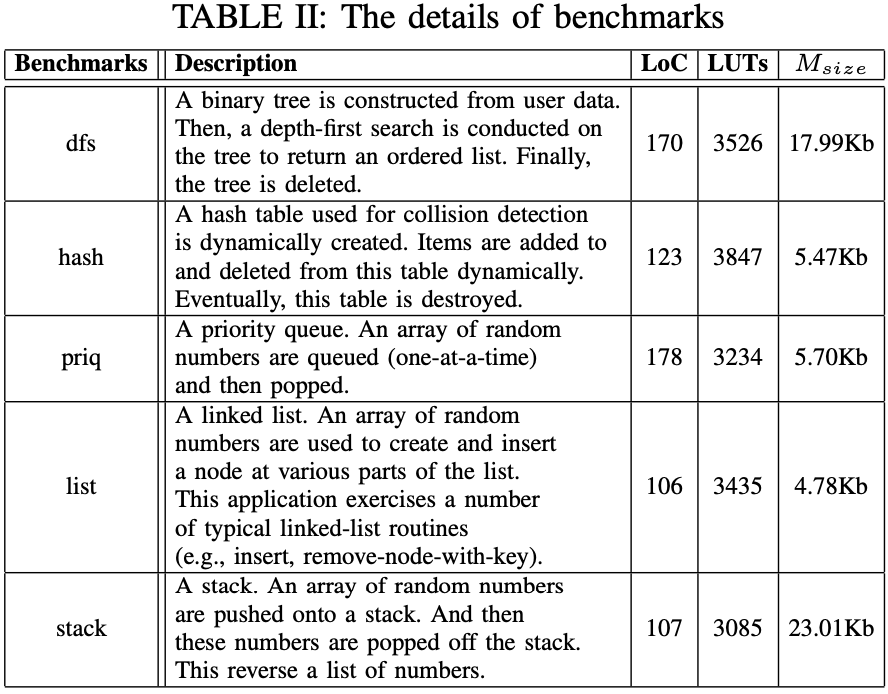 TABLE II: The details of benchmarks
Benchmarks Description LoC LUTs Msize
A binary tree is constructed from user data.
Then, a depth-first search is conducted on
dfs the tree to return an ordered list. Finally, 170 3526 17.99Kb
the tree is deleted.
A hash table used for collision detection
is dynamically created. Items are added to
hash and deleted from this table dynamically. 123 3847 5.47Kb
Eventually, this table is destroyed.
A priority queue. An array of random
priq numbers are queued (one-at-a-time) 178 3234 5.70Kb
and then popped.
A linked list. An array of random
numbers are used to create and insert
a node at various parts of the list.
list This application exercises a number 106 3435 4.78Kb
of typical linked-list routines
(e.g., insert, remove-node-with-key).
A stack. An array of random numbers
are pushed onto a stack. And then
stack these numbers are popped off the stack. 107 3085 23.01Kb
This reverse a list of numbers.